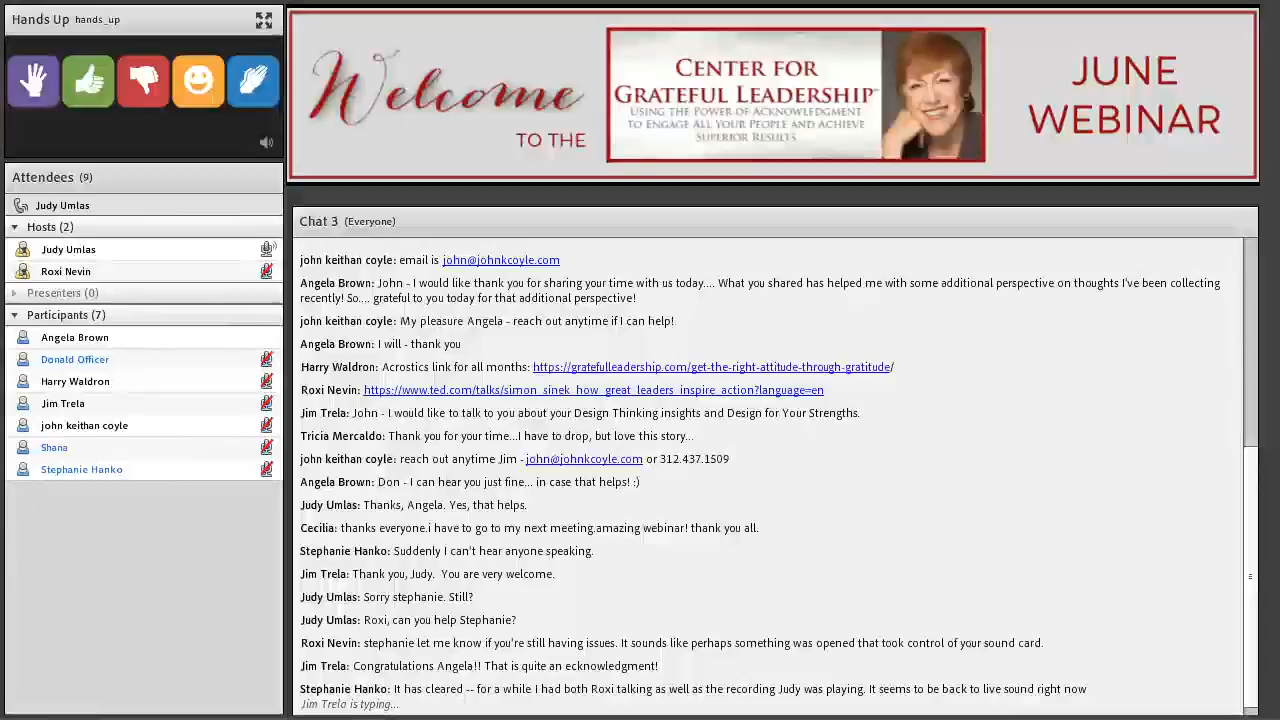 Hands Up hands_up
Attendees (9)
Judy Umlas
Hosts (2)
Judy Umlas
Roxi Nevin
Presenters (0)
Participants (7)
Angela Brown
Donald Officer
Harry Waldron
Jim Trela
john keithan coyle
Shana
Stephanie Hanko
Welcome
TO THE
CENTER FOR
GRATEFUL LEADERSHIP
USING THE POWER OF ACKNOWLEDGMENT
TO ENGAGE ALL YOUR PEOPLE AND ACHIEVE
SUPERIOR RESULTS
JUNE
WEBINAR
Chat 3 (Everyone)
john keithan coyle: email is john@johnkcoyle.com
Angela Brown: John - I would like thank you for sharing your time with us today.... What you shared has helped me with some additional perspective on thoughts I've been collecting
recently! So.... grateful to you today for that additional perspective!
john keithan coyle: My pleasure Angela - reach out anytime if I can help!
Angela Brown: I will - thank you
Harry Waldron: Acrostics link for all months: https://gratefulleadership.com/get-the-right-attitude-through-gratitude/
Roxi Nevin: https://www.ted.com/talks/simon_sinek_how_great_leaders_inspire_action?language=en
Jim Trela: John - I would like to talk to you about your Design Thinking insights and Design for Your Strengths.
Tricia Mercaldo: Thank you for your time...I have to drop, but love this story...
john keithan coyle: reach out anytime Jim - john@johnkcoyle.com or 312.437.1509
Angela Brown: Don - I can hear you just fine... in case that helps! :)
Judy Umlas: Thanks, Angela. Yes, that helps.
Cecilia: thanks everyone.i have to go to my next meeting.amazing webinar! thank you all.
Stephanie Hanko: Suddenly I can't hear anyone speaking.
Jim Trela: Thank you, Judy. You are very welcome.
Judy Umlas: Sorry stephanie. Still?
Judy Umlas: Roxi, can you help Stephanie?
Roxi Nevin: stephanie let me know if you're still having issues. It sounds like perhaps something was opened that took control of your sound card.
Jim Trela: Congratulations Angela!! That is quite an ecknowledgment!
Stephanie Hanko: It has cleared -- for a while I had both Roxi talking as well as the recording Judy was playing. It seems to be back to live sound right now
Jim Trela is typing...